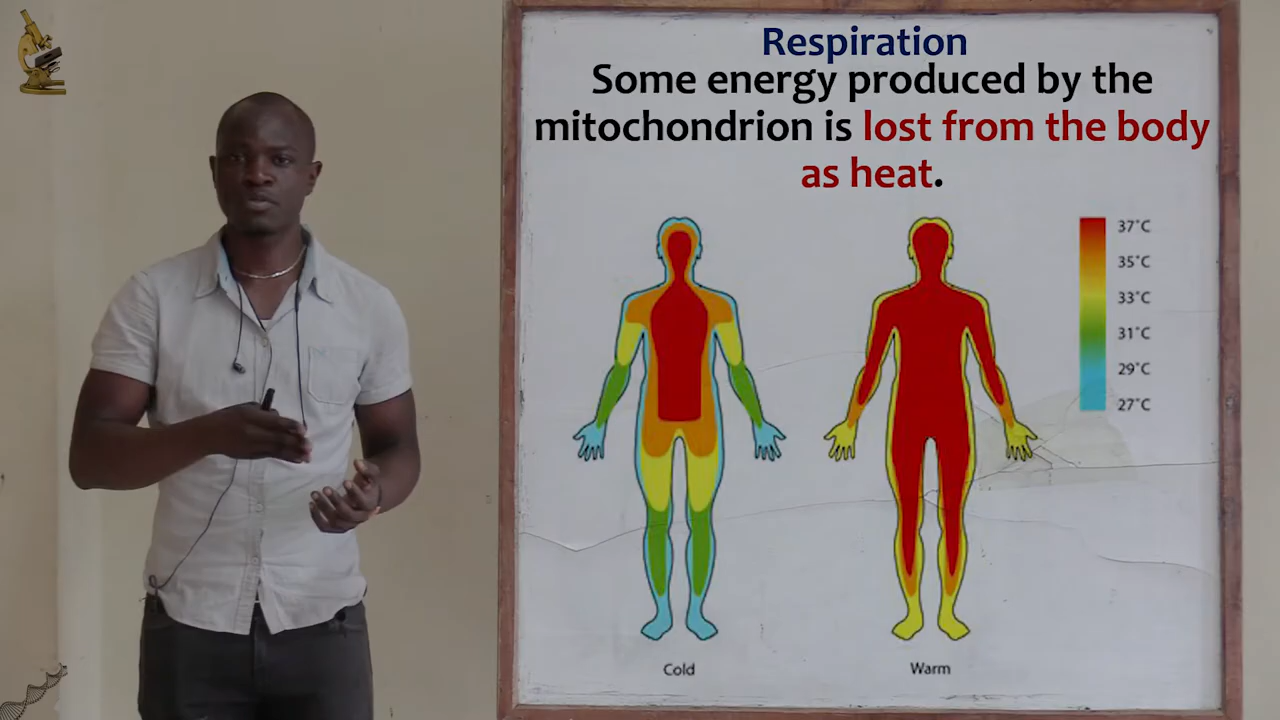 Respiration
Some energy produced by the
mitochondrion is lost from the body
as heat.
37°C
35°C
33°C
31°C
29°C
27°C
Cold
Warm